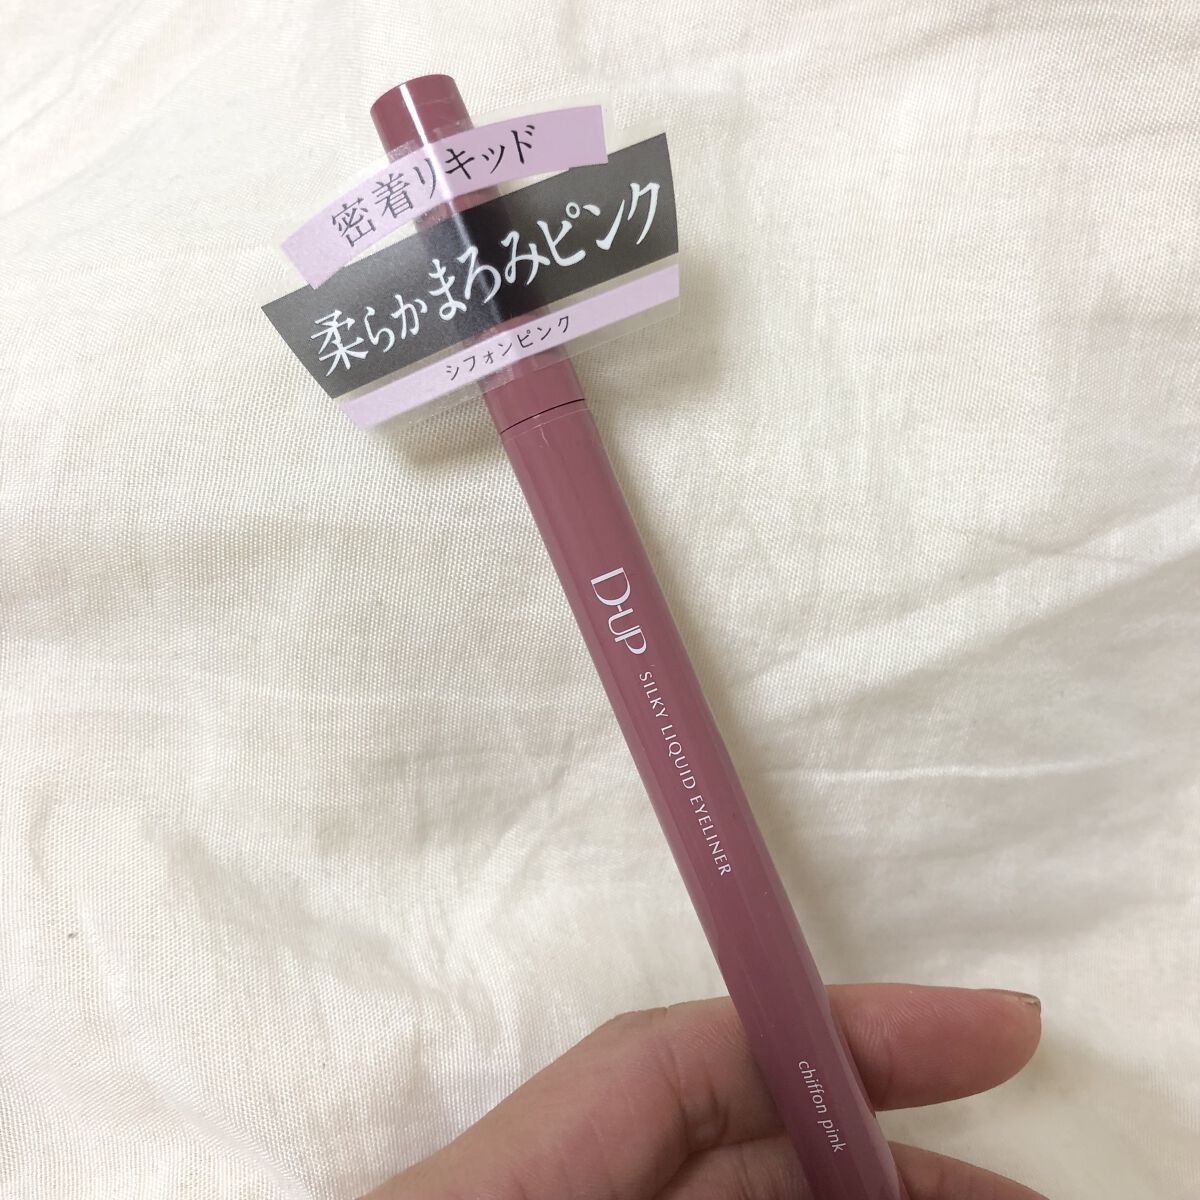 密着リキッド
柔らかまろみピンク
シフォンピンク
D-UP SILKY LIQUID EYELINER
chiffon pink